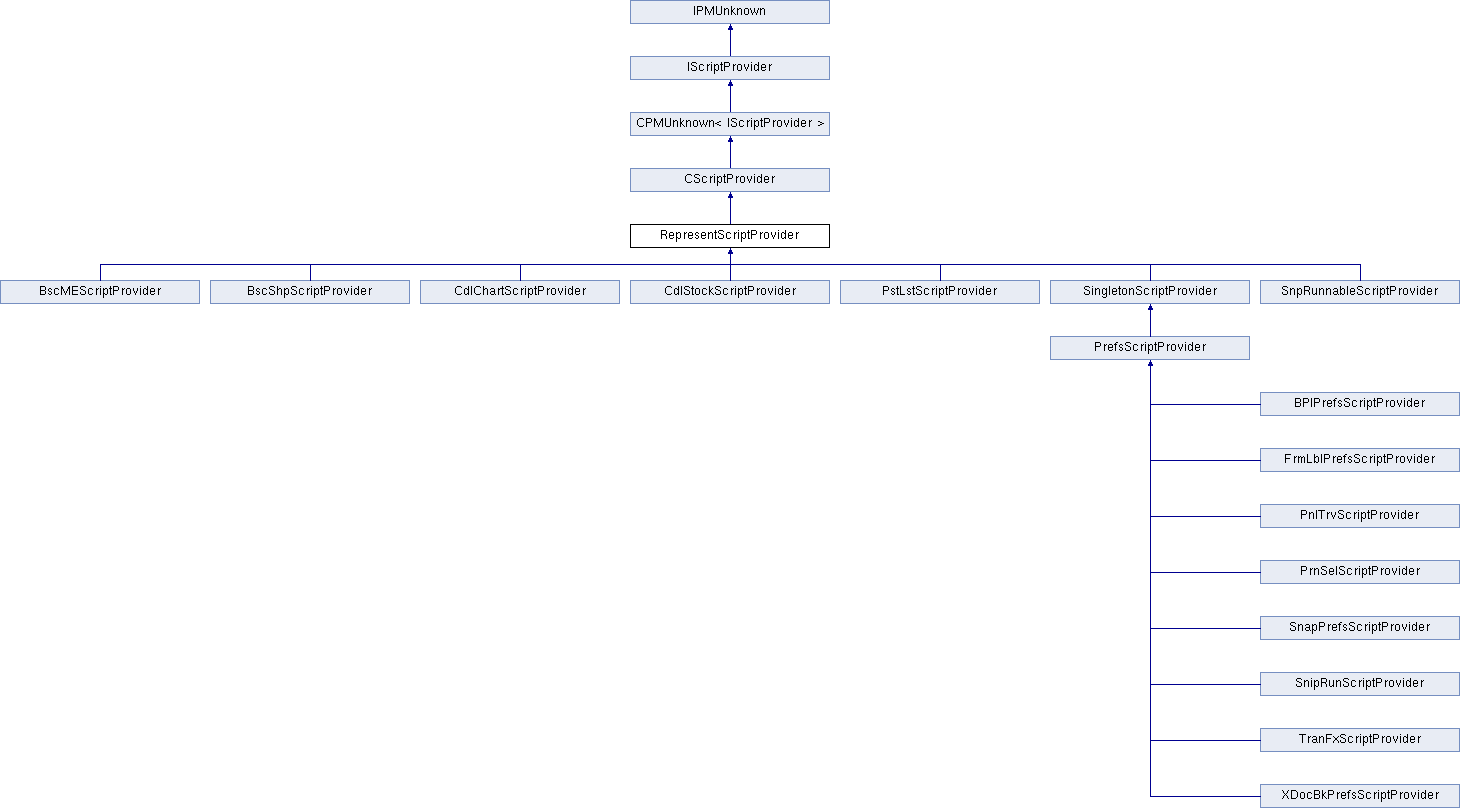 IPMUnknown
IScriptProvider
CPMUnknown< IScriptProvider >
CScriptProvider
RepresentScriptProvider
BscMEScriptProvider
BscShpScriptProvider
CdlChartScriptProvider
CdlStockScriptProvider
PstLstScriptProvider
SingletonScriptProvider
SnpRunnableScriptProvider
PrefsScriptProvider
BPIPrefsScriptProvider
FrmLblPrefsScriptProvider
PnlTrvScriptProvider
PrnSelScriptProvider
SnapPrefsScriptProvider
SnipRunScriptProvider
TranFxScriptProvider
XDocBkPrefsScriptProvider